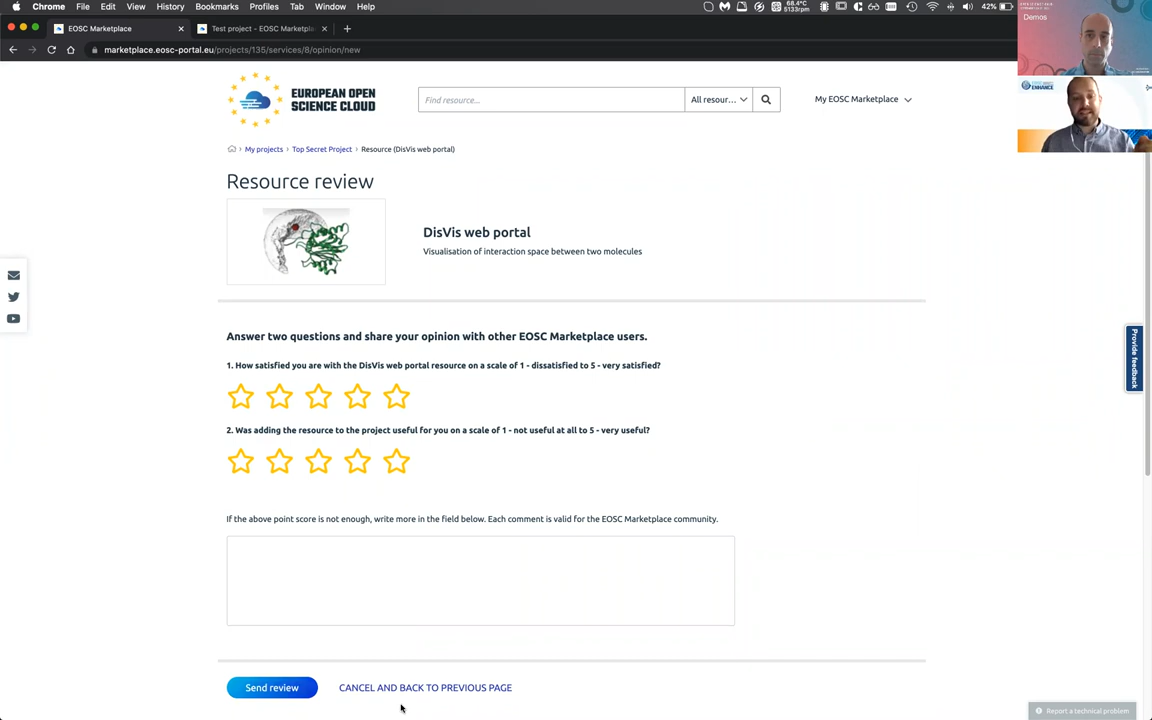 Chrome File Edit View History Bookmarks Profiles Tab Window Help
68.4°C
5133rpm
42%
EOSC Marketplace
Test project - EOSC Marketpla
marketplace.eosc-portal.eu/projects/135/services/8/opinion/new
Demos
ENHANCE
EUROPEAN OPEN
SCIENCE CLOUD
Find resource...
All resour...
My EOSC Marketplace
My projects › Top Secret Project › Resource (DisVis web portal)
Resource review
DisVis web portal
Visualisation of interaction space between two molecules
Answer two questions and share your opinion with other EOSC Marketplace users.
1. How satisfied you are with the DisVis web portal resource on a scale of 1 - dissatisfied to 5 - very satisfied?
2. Was adding the resource to the project useful for you on a scale of 1 - not useful at all to 5 - very useful?
If the above point score is not enough, write more in the field below. Each comment is valid for the EOSC Marketplace community.
Provide feedback
Send review
CANCEL AND BACK TO PREVIOUS PAGE
Report a technical problem